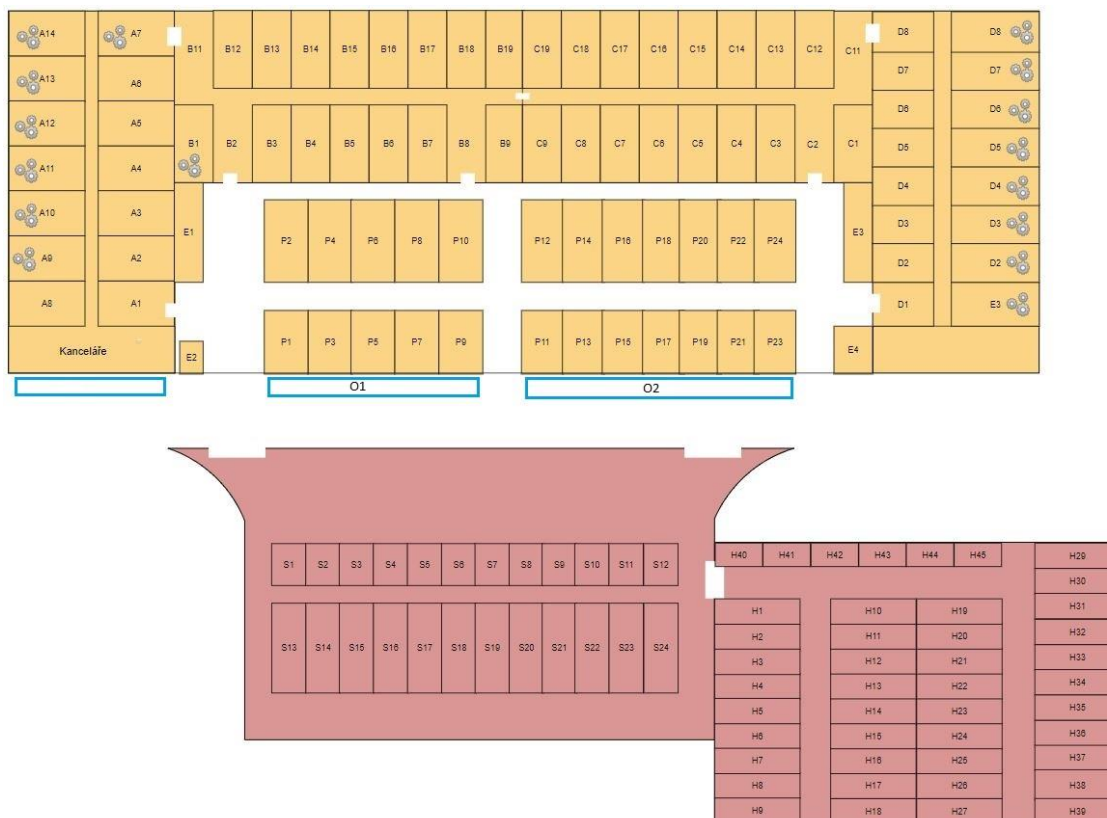 A14 A7 B11 B12 B13 B14 B15 B16 B17 B18 B19 C19 C18 C17 C16 C15 C14 C13 C12 C11 D8 D8
A13 A6 D7 D7
A12 A5 D6 D6
A11 A4 B1 B2 B3 B4 B5 B6 B7 B8 B9 C9 C8 C7 C6 C5 C4 C3 C2 C1 D5 D5
D4 D4
A10 A3 E1 P2 P4 P6 P8 P10 P12 P14 P16 P18 P20 P22 P24 E3 D3 D3
A9 A2 D2 D2
A8 A1 D1 E3
Kanceláře E2 P1 P3 P5 P7 P9 P11 P13 P15 P17 P19 P21 P23 E4
O1 O2
S1 S2 S3 S4 S5 S6 S7 S8 S9 S10 S11 S12 H40 H41 H42 H43 H44 H45 H29
H30
H1 H10 H19 H31
H2 H11 H20 H32
S13 S14 S15 S16 S17 S18 S19 S20 S21 S22 S23 S24 H3 H12 H21 H33
H4 H13 H22 H34
H5 H14 H23 H35
H6 H15 H24 H36
H7 H16 H25 H37
H8 H17 H26 H38
H9 H18 H27 H39